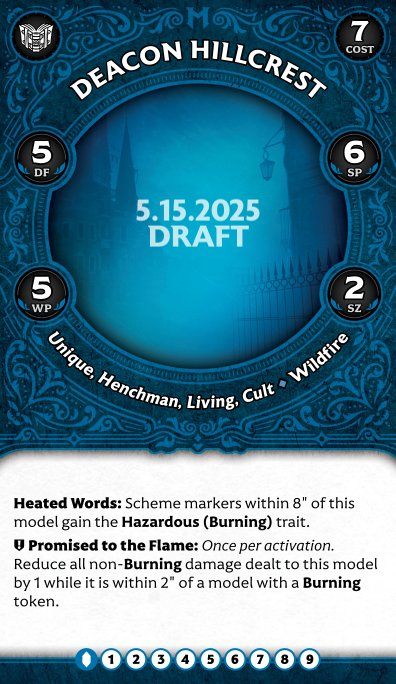 7
COST
DEACON HILLCREST
5
DF
6
SP
5.15.2025
DRAFT
5
WP
2
SZ
Unique, Henchman, Living, Cult ◆ Wildfire
Heated Words: Scheme markers within 8" of this
model gain the Hazardous (Burning) trait.
Promised to the Flame: Once per activation.
Reduce all non-Burning damage dealt to this model
by 1 while it is within 2" of a model with a Burning
token.
1 2 3 4 5 6 7 8 9